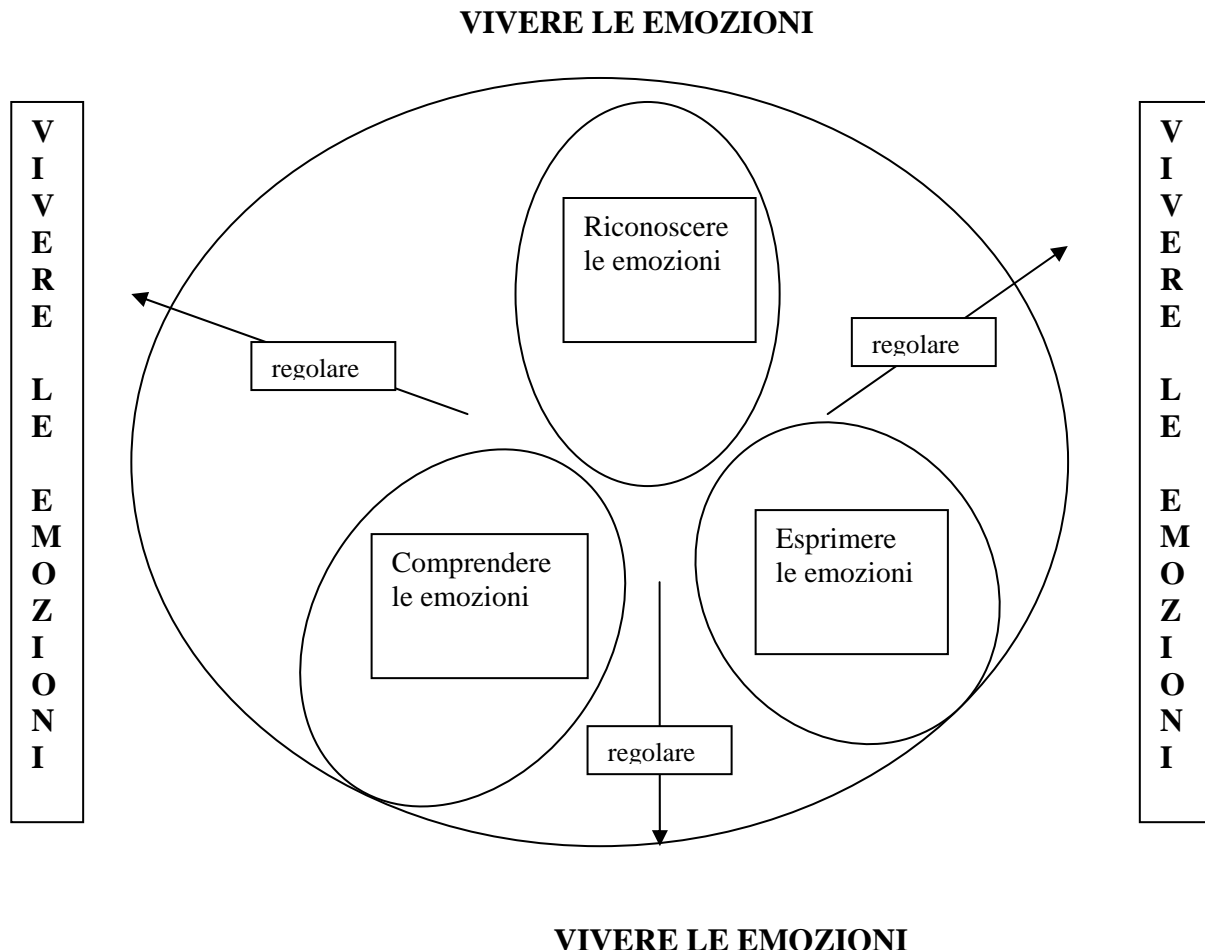 VIVERE LE EMOZIONI
V
I
V
E
R
E
L
E
E
M
O
Z
I
O
N
I
Riconoscere
le emozioni
regolare
regolare
Comprendere
le emozioni
Esprimere
le emozioni
regolare
V
I
V
E
R
E
L
E
E
M
O
Z
I
O
N
I
VIVERE LE EMOZIONI